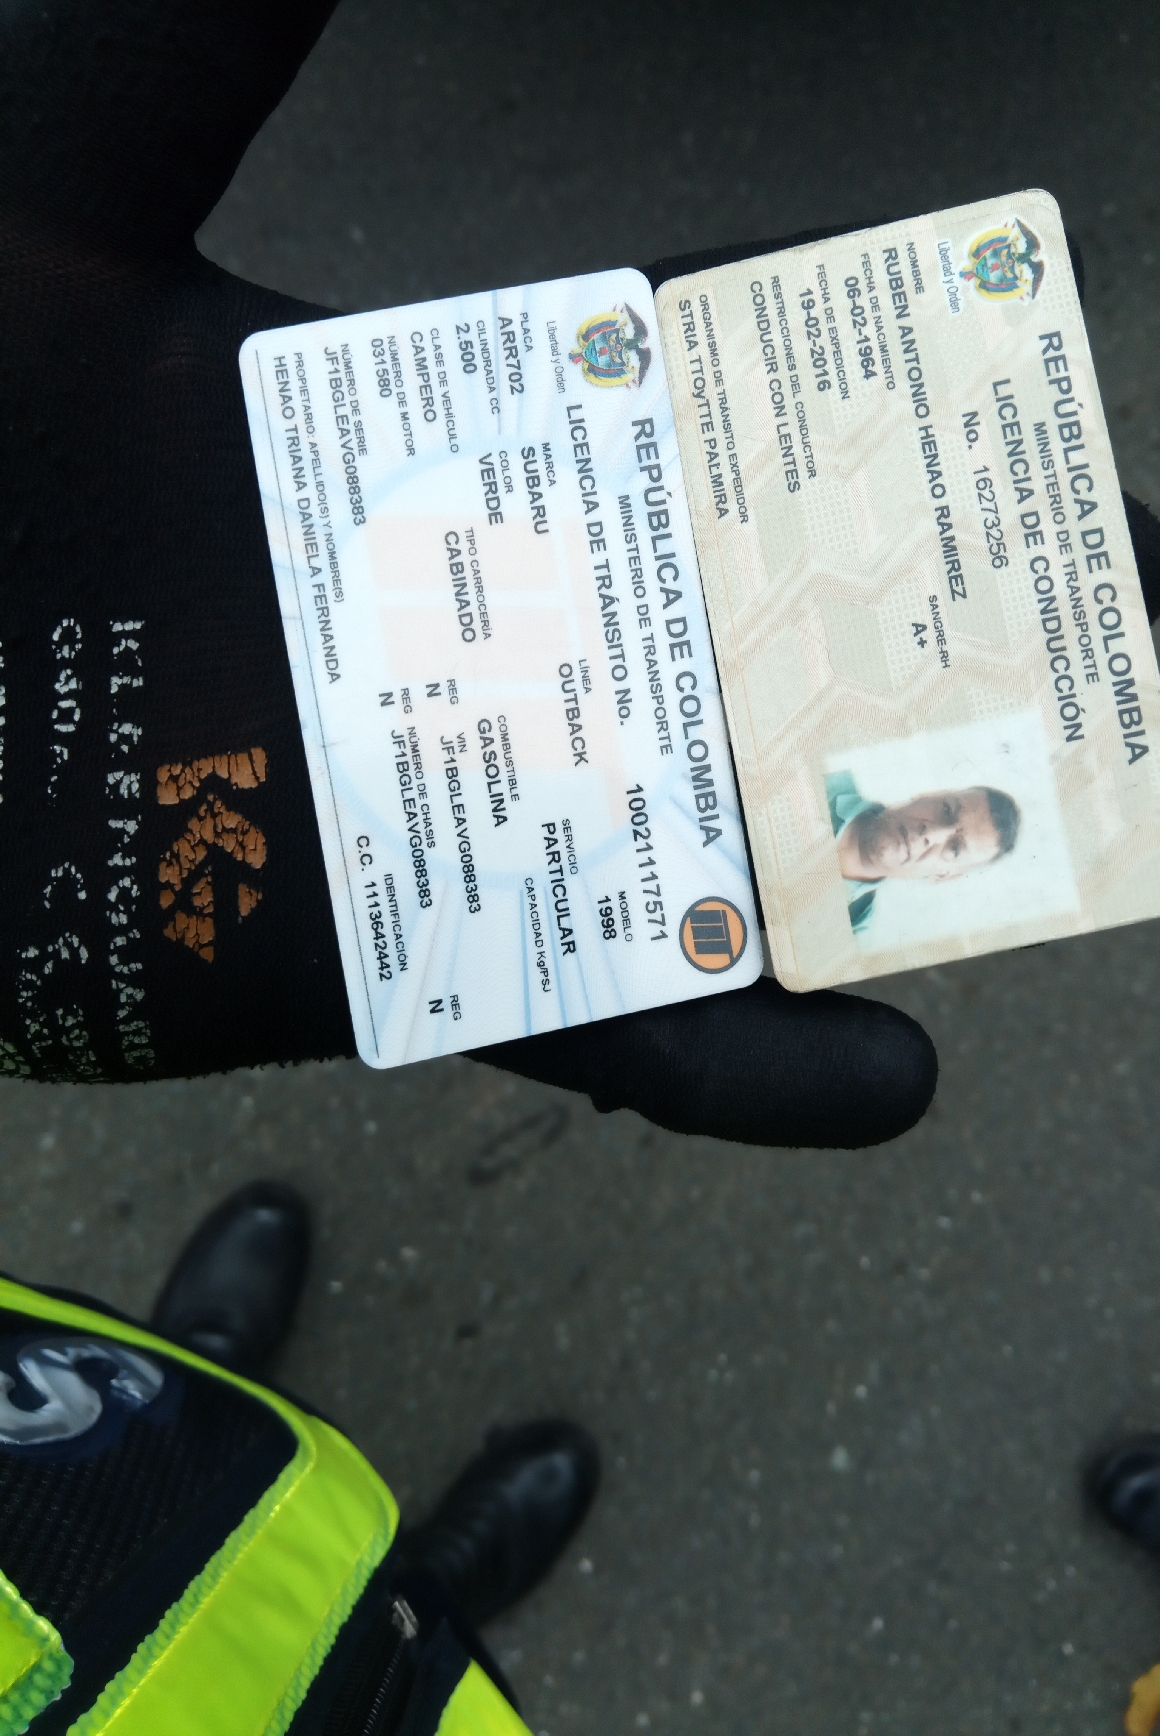 REPÚBLICA DE COLOMBIA
MINISTERIO DE TRANSPORTE
LICENCIA DE CONDUCCIÓN
No. 16273256
Libertad y Orden
NOMBRE
RUBEN ANTONIO HENAO RAMIREZ
FECHA DE NACIMIENTO
06-02-1964
SANGRE-RH
A+
FECHA DE EXPEDICION
19-02-2016
RESTRICCIONES DEL CONDUCTOR
CONDUCIR CON LENTES
ORGANISMO DE TRÁNSITO EXPEDIDOR
STRIA TTOyTTE PALMIRA
REPÚBLICA DE COLOMBIA
MINISTERIO DE TRANSPORTE
LICENCIA DE TRÁNSITO No. 10021117571
Libertad y Orden
PLACA MARCA LÍNEA MODELO
ARR702 SUBARU OUTBACK 1998
CILINDRADA CC COLOR SERVICIO
2.500 VERDE PARTICULAR
CLASE DE VEHÍCULO TIPO CARROCERÍA COMBUSTIBLE CAPACIDAD Kg/PSJ
CAMPERO CABINADO GASOLINA
NÚMERO DE MOTOR REG VIN
031580 N JF1BGLEAVG088383
NÚMERO DE SERIE REG NÚMERO DE CHASIS REG
JF1BGLEAVG088383 N JF1BGLEAVG088383 N
PROPIETARIO: APELLIDO(S) Y NOMBRE(S) IDENTIFICACIÓN
HENAO TRIANA DANIELA FERNANDA C.C. 1113642442
S